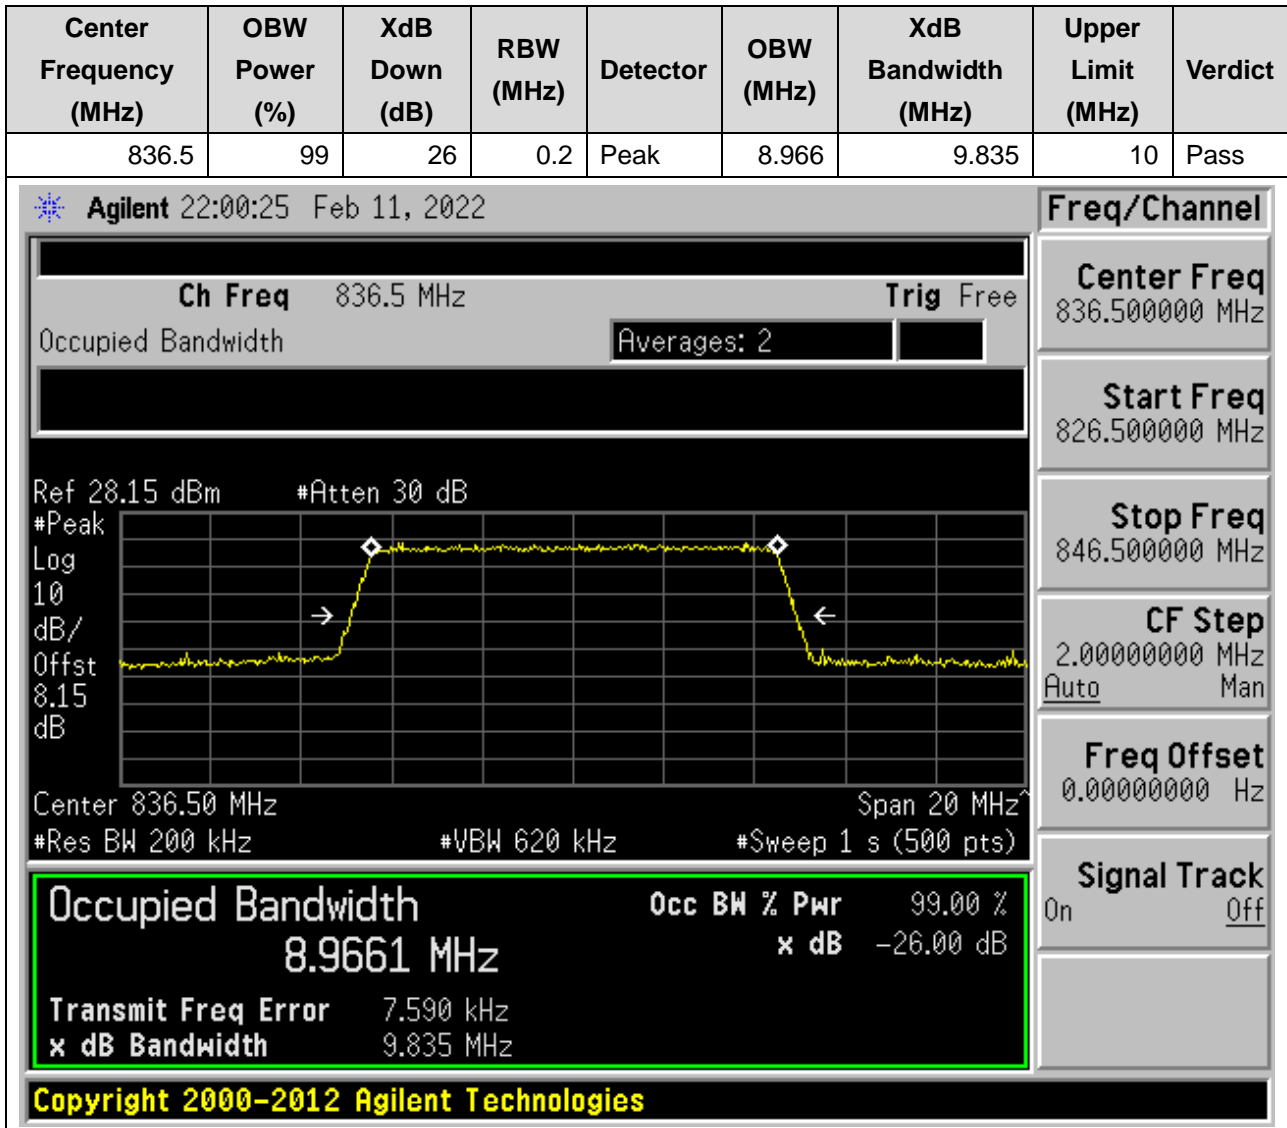 Center Frequency (MHz) OBW Power (%) XdB Down (dB) RBW (MHz) Detector OBW (MHz) XdB Bandwidth (MHz) Upper Limit (MHz) Verdict
836.5 99 26 0.2 Peak 8.966 9.835 10 Pass
Agilent 22:00:25 Feb 11, 2022
Ch Freq 836.5 MHz Trig Free
Occupied Bandwidth Averages: 2
Ref 28.15 dBm #Atten 30 dB
#Peak
Log
10
dB/
Offst
8.15
dB
Center 836.50 MHz Span 20 MHz^
#Res BW 200 kHz #VBW 620 kHz #Sweep 1 s (500 pts)
Occupied Bandwidth Occ BW % Pwr 99.00 %
8.9661 MHz x dB -26.00 dB
Transmit Freq Error 7.590 kHz
x dB Bandwidth 9.835 MHz
Copyright 2000-2012 Agilent Technologies
Freq/Channel
Center Freq
836.500000 MHz
Start Freq
826.500000 MHz
Stop Freq
846.500000 MHz
CF Step
2.00000000 MHz
Auto Man
Freq Offset
0.00000000 Hz
Signal Track
On Off